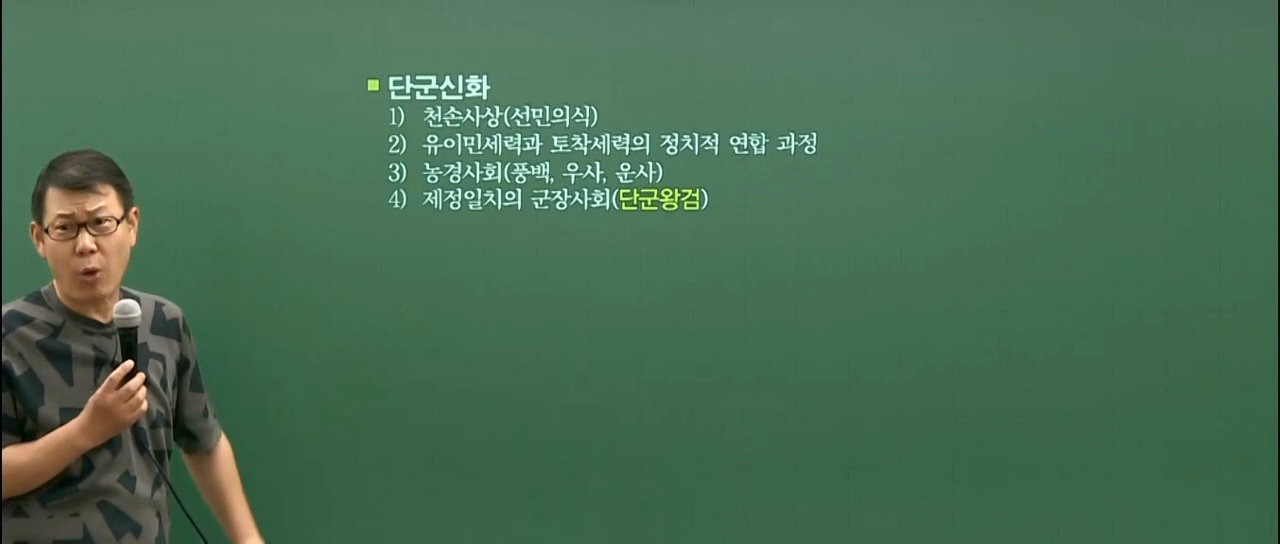 ■ 단군신화
1) 천손사상(선민의식)
2) 유이민세력과 토착세력의 정치적 연합 과정
3) 농경사회(풍백, 우사, 운사)
4) 제정일치의 군장사회(단군왕검)